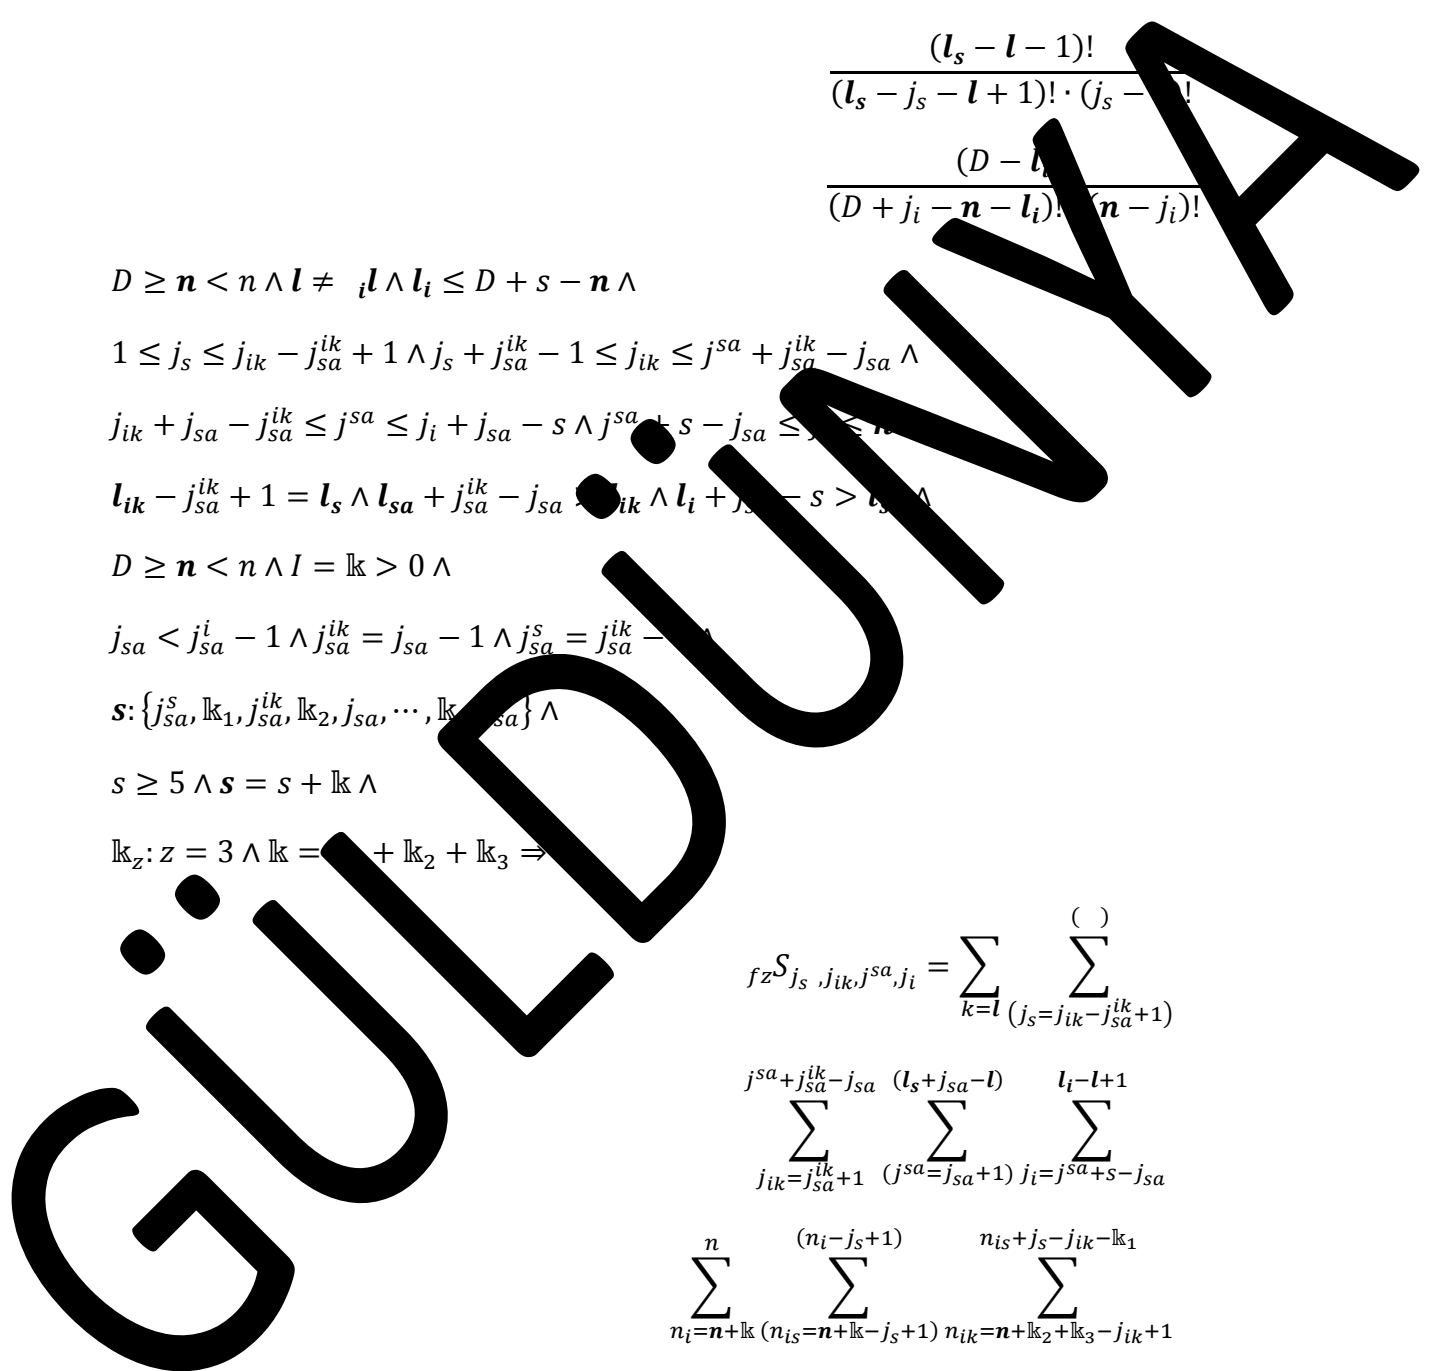 (l_s − l − 1)!
(l_s − j_s − l + 1)! · (j_s − )!
(D − l
(D + j_i − n − l_i)! (n − j_i)!
D ≥ n < n ∧ l ≠ _il ∧ l_i ≤ D + s − n ∧
1 ≤ j_s ≤ j_ik − j_sa^ik + 1 ∧ j_s + j_sa^ik − 1 ≤ j_ik ≤ j^sa + j_sa^ik − j_sa ∧
j_ik + j_sa − j_sa^ik ≤ j^sa ≤ j_i + j_sa − s ∧ j^sa + s − j_sa ≤ ≤
l_ik − j_sa^ik + 1 = l_s ∧ l_sa + j_sa^ik − j_sa ik ∧ l_i + − s > ∧
D ≥ n < n ∧ I = 𝕜 > 0 ∧
j_sa < j_sa^i − 1 ∧ j_sa^ik = j_sa − 1 ∧ j_sa^s = j_sa^ik −
s: {j_sa^s, 𝕜_1, j_sa^ik, 𝕜_2, j_sa, ⋯ , 𝕜 sa} ∧
s ≥ 5 ∧ s = s + 𝕜 ∧
𝕜_z: z = 3 ∧ 𝕜 = + 𝕜_2 + 𝕜_3 ⇒
GÜLDÜNYA
( )
_fzS_{j_s ,j_ik,j^sa,j_i} = ∑ ∑
k=l (j_s=j_ik−j_sa^ik+1)
j^sa+j_sa^ik−j_sa (l_s+j_sa−l) l_i−l+1
∑ ∑ ∑
j_ik=j_sa^ik+1 (j^sa=j_sa+1) j_i=j^sa+s−j_sa
n (n_i−j_s+1) n_is+j_s−j_ik−𝕜_1
∑ ∑ ∑
n_i=n+𝕜 (n_is=n+𝕜−j_s+1) n_ik=n+𝕜_2+𝕜_3−j_ik+1